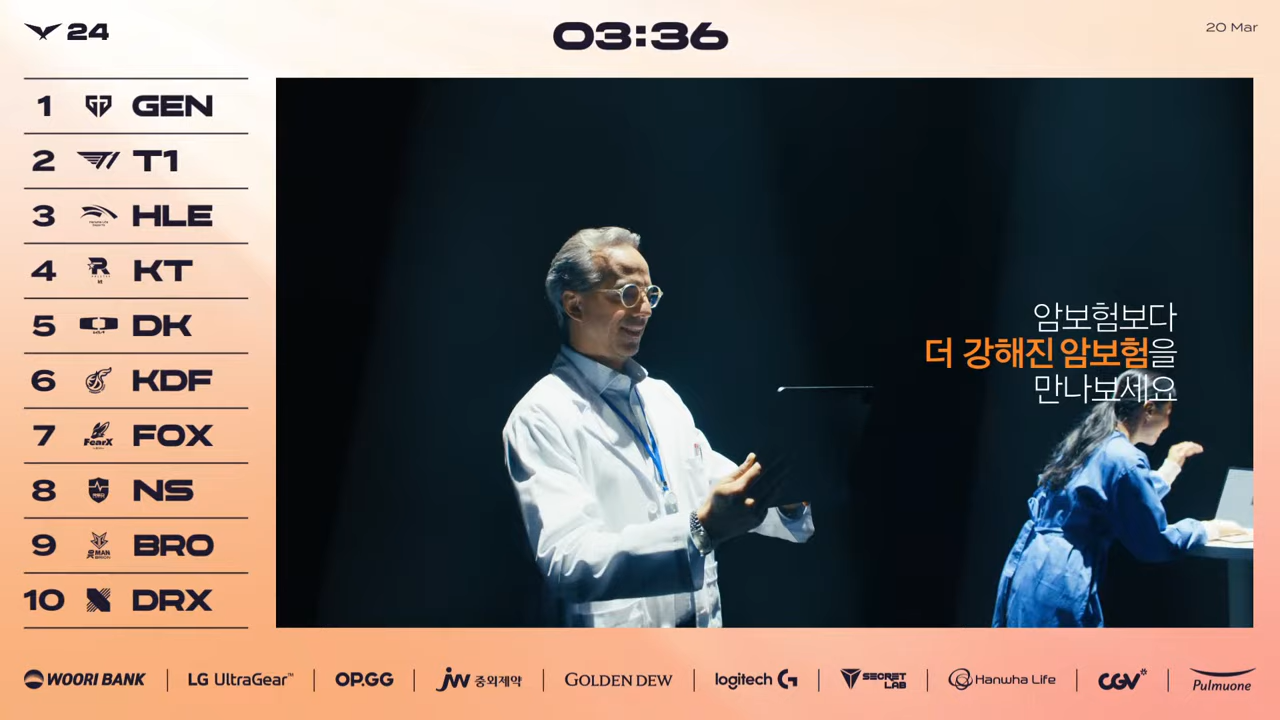 24
03:36
20 Mar
1 GEN
2 T1
3 HLE
4 KT
5 DK
6 KDF
7 FearX FOX
8 NS
9 BRO
10 DRX
암보험보다
더 강해진 암보험을
만나보세요
WOORI BANK
LG UltraGear™
OP.GG
JW 중외제약
GOLDEN DEW
logitech G
SECRET LAB
Hanwha Life
CGV
Pulmuone